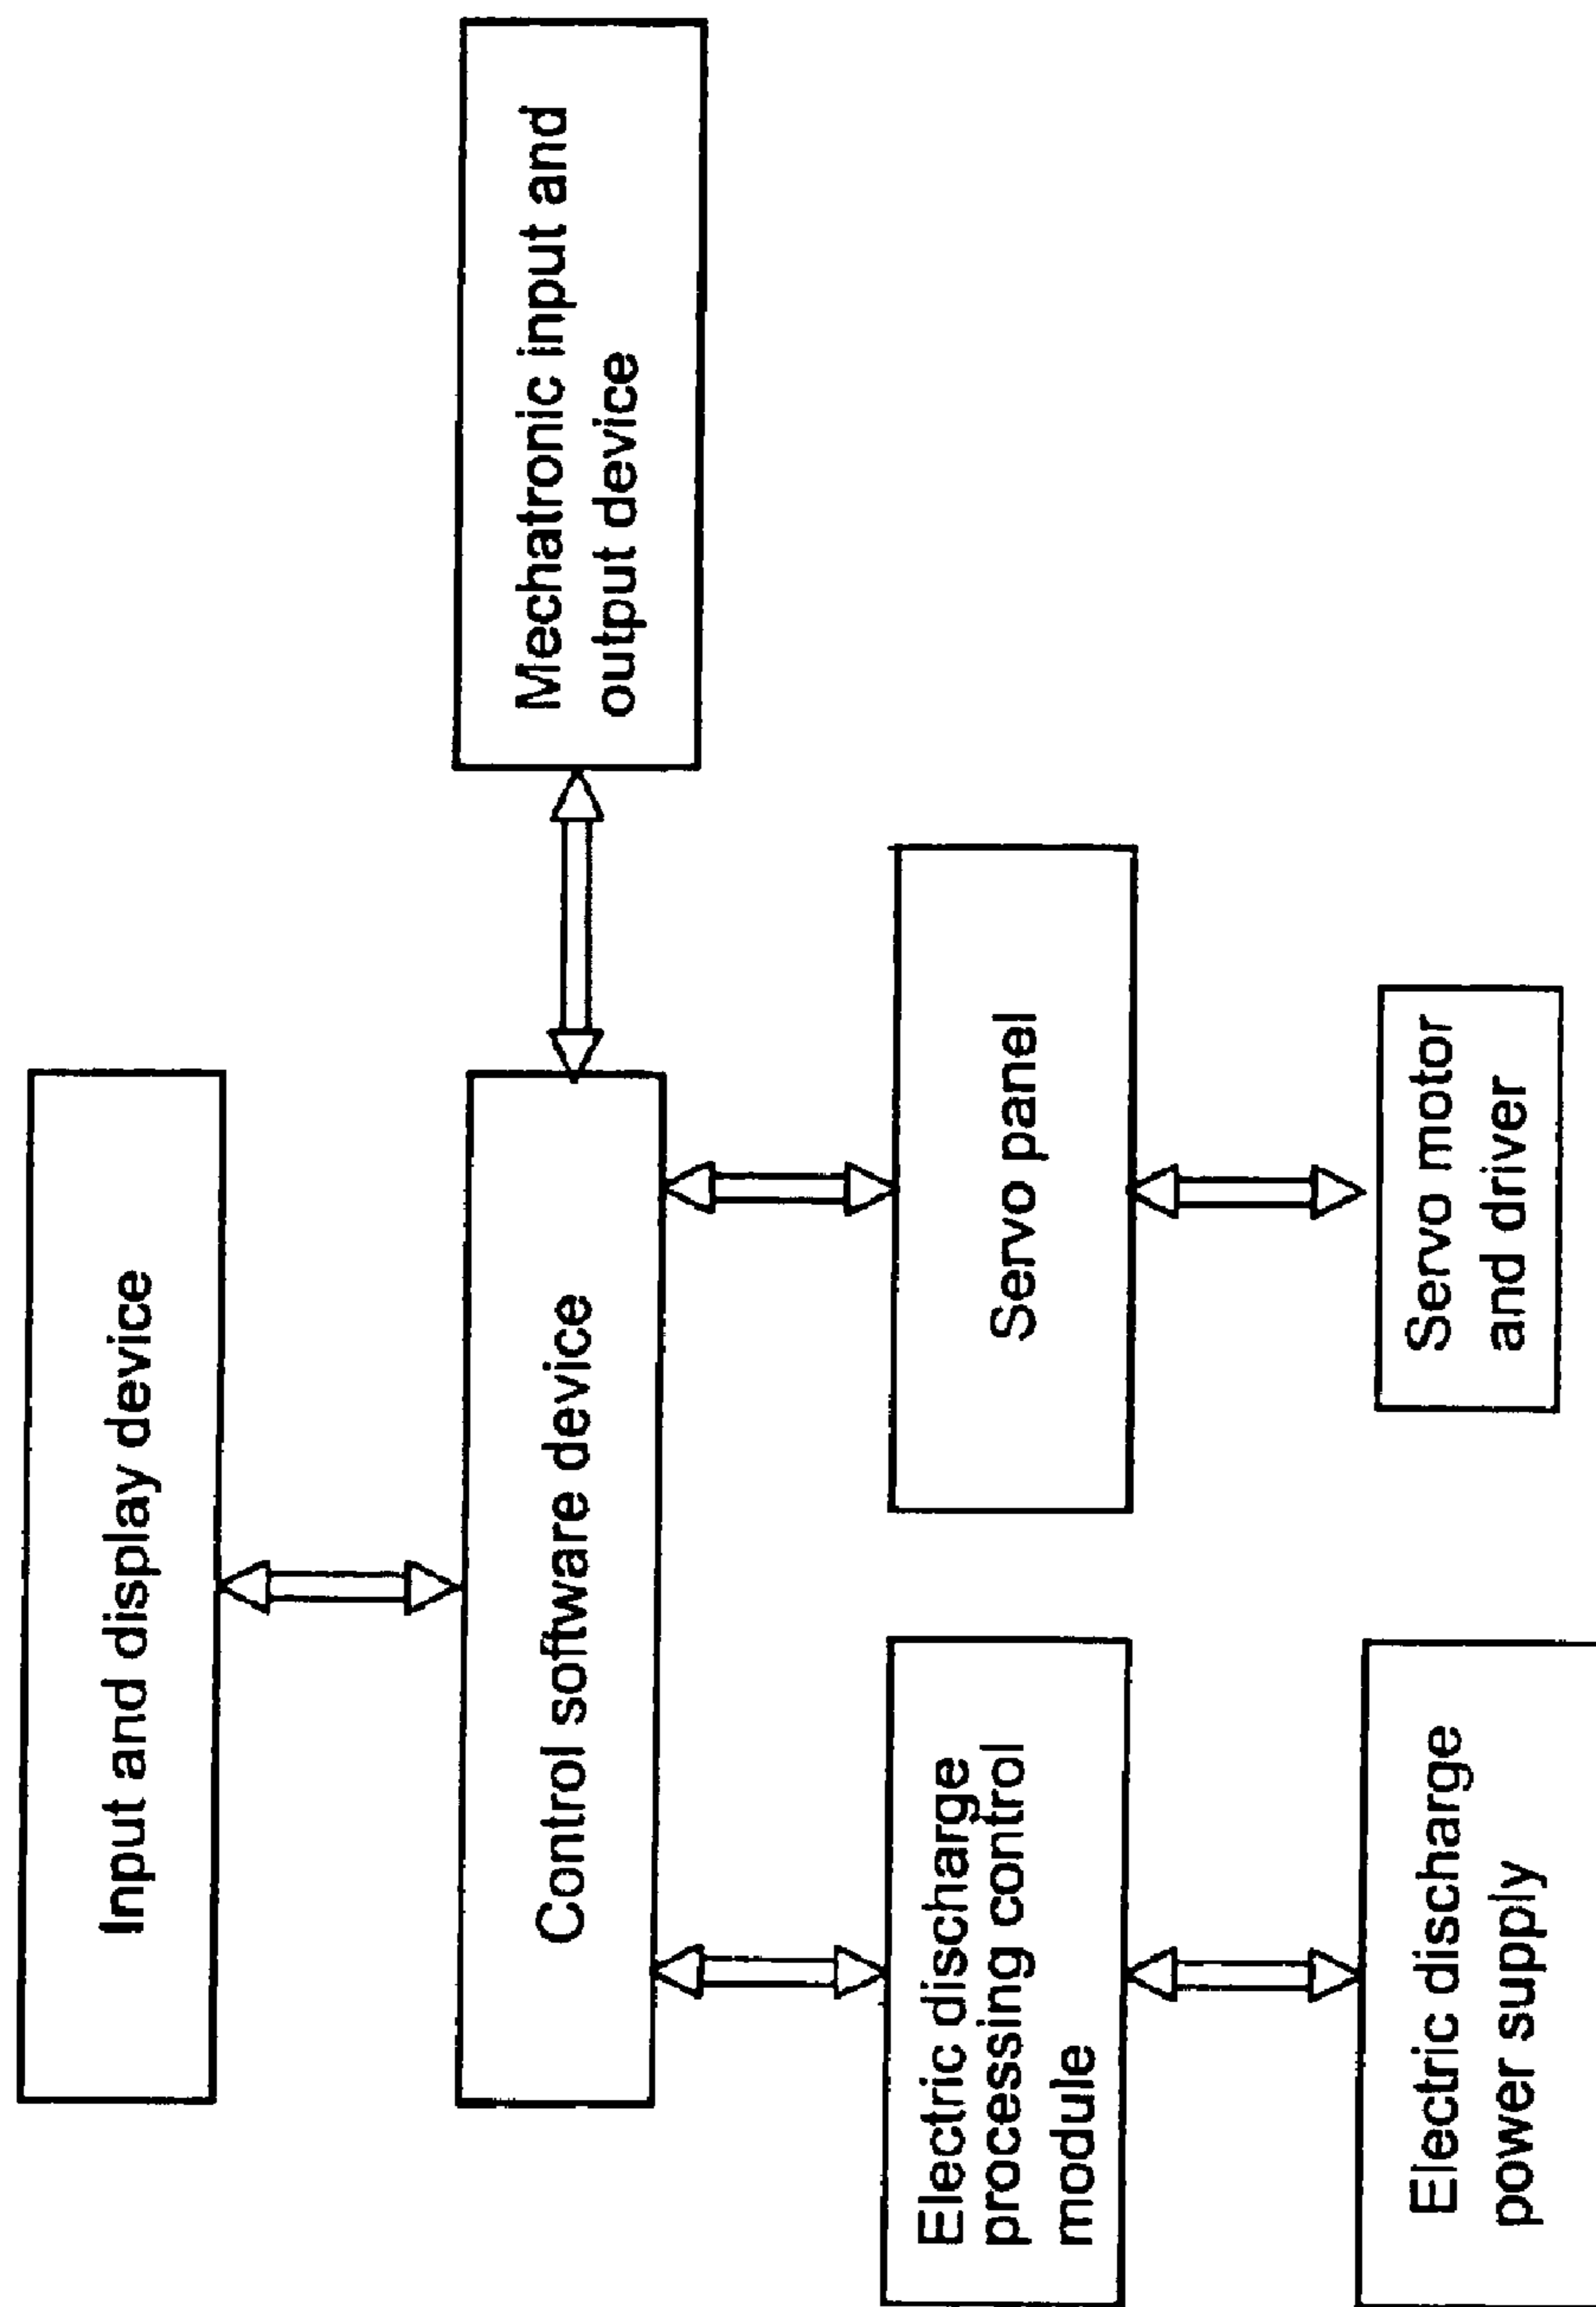 Input and display device
Control software device
Mechatronic input and
output device
Electric discharge
processing control
module
Servo panel
Electric discharge
power supply
Servo motor
and driver